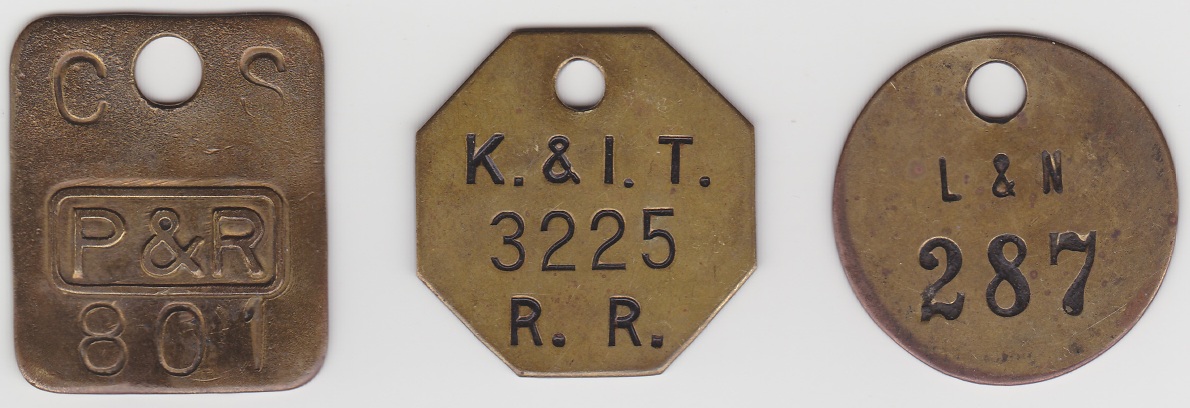 C S
P & R
801
K. & I. T.
3225
R. R.
L & N
287